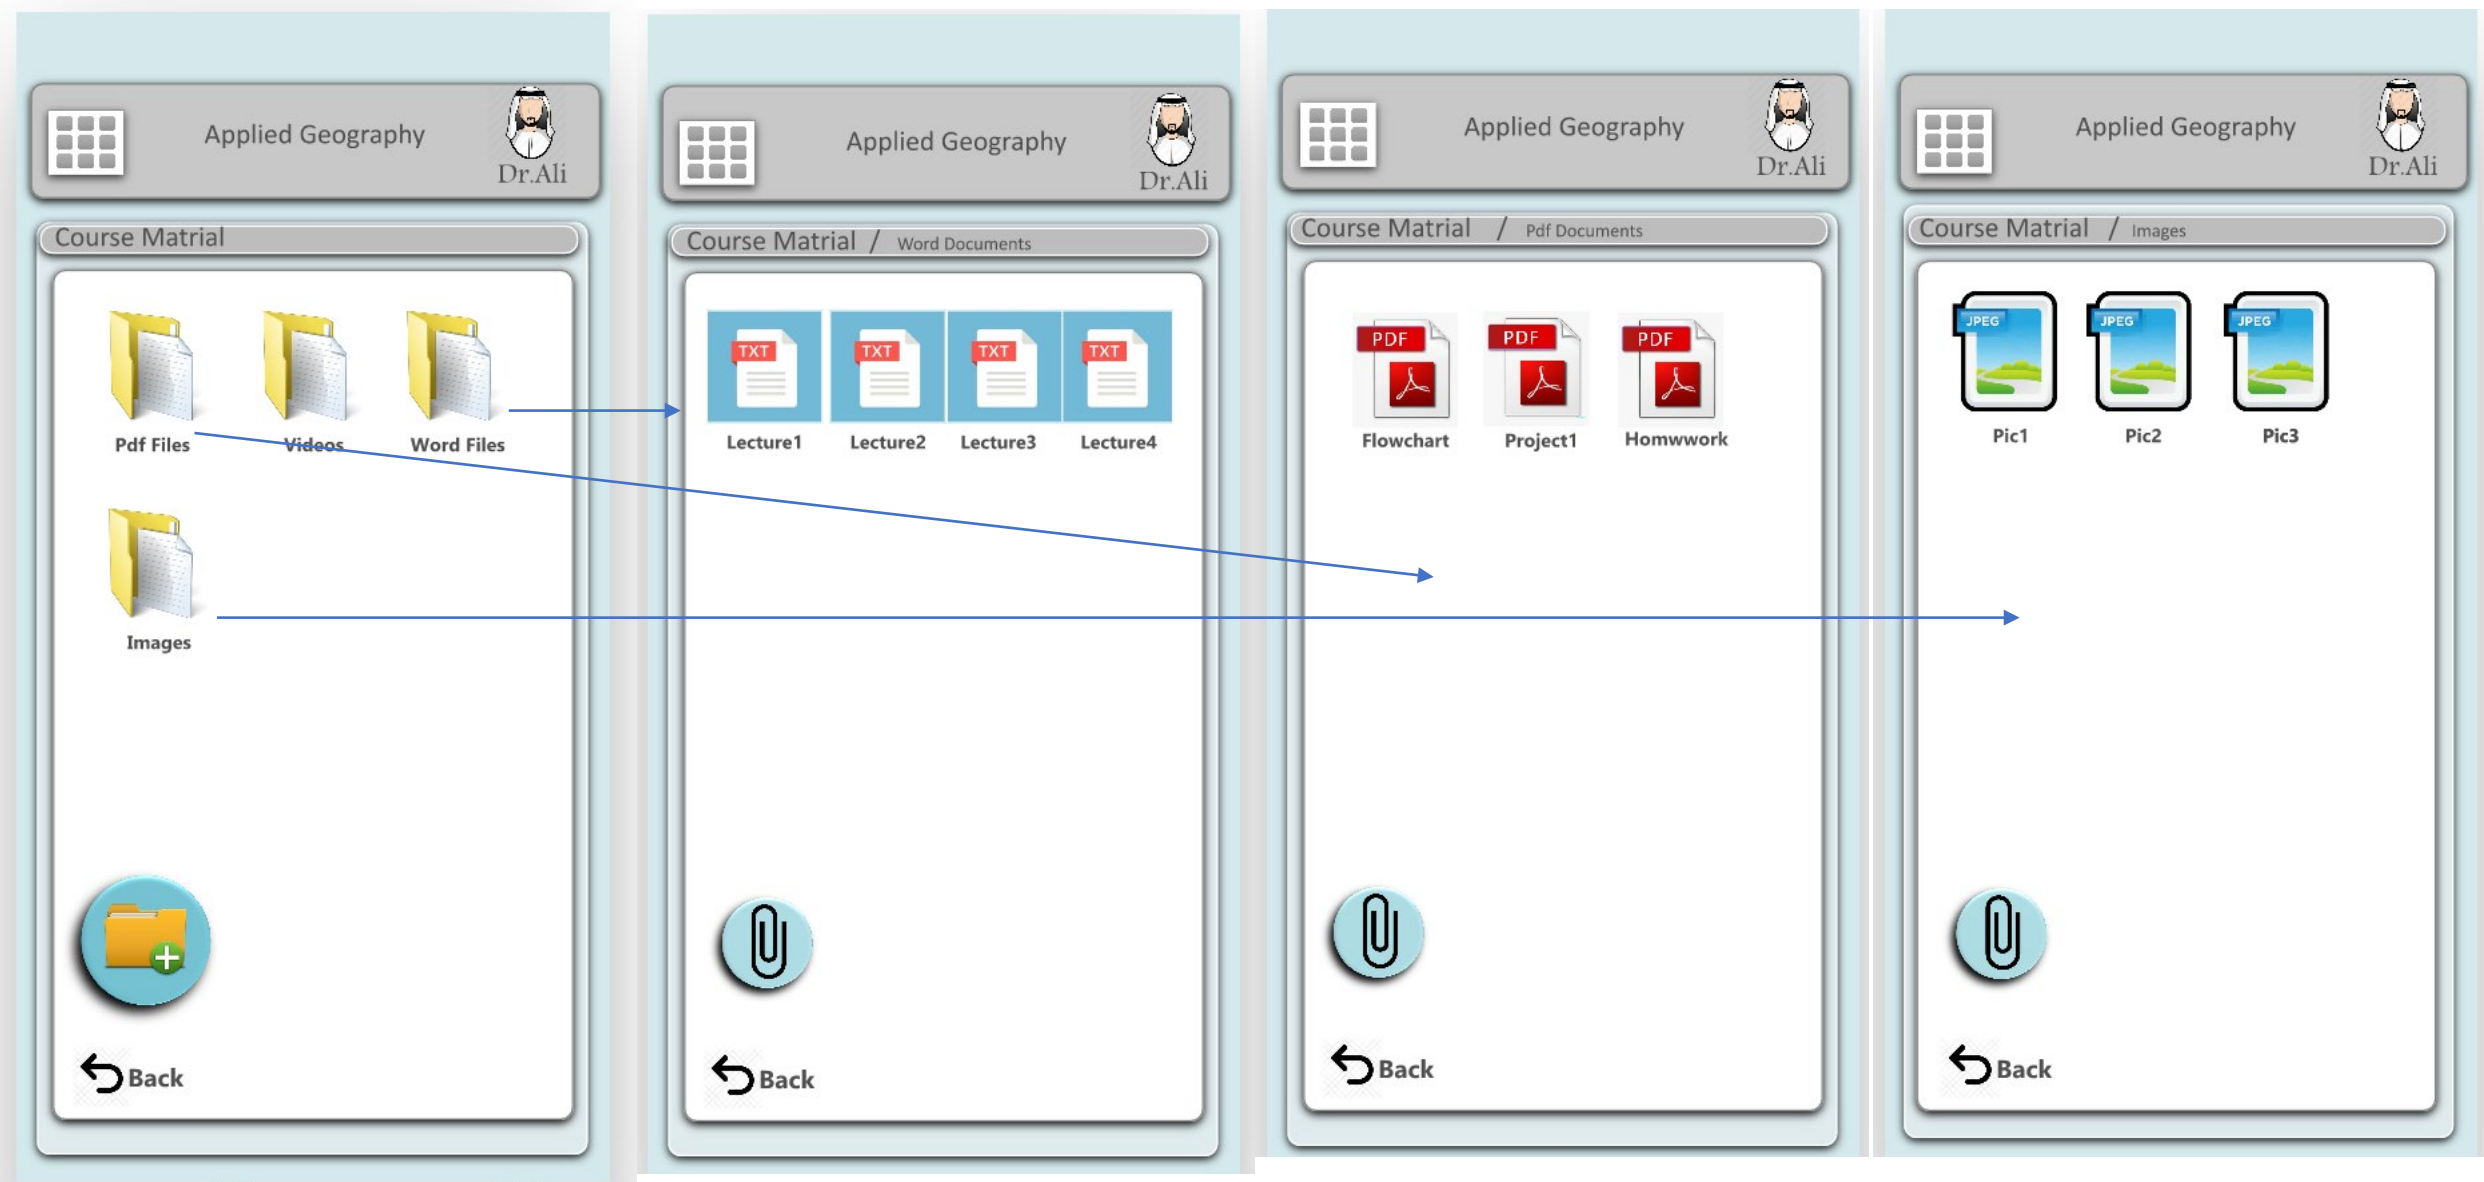 Applied Geography
Dr.Ali
Course Matrial
Pdf Files
Videos
Word Files
Images
Back
Applied Geography
Dr.Ali
Course Matrial / Word Documents
TXT TXT TXT TXT
Lecture1 Lecture2 Lecture3 Lecture4
Back
Applied Geography
Dr.Ali
Course Matrial / Pdf Documents
PDF PDF PDF
Flowchart Project1 Homwwork
Back
Applied Geography
Dr.Ali
Course Matrial / Images
JPEG JPEG JPEG
Pic1 Pic2 Pic3
Back